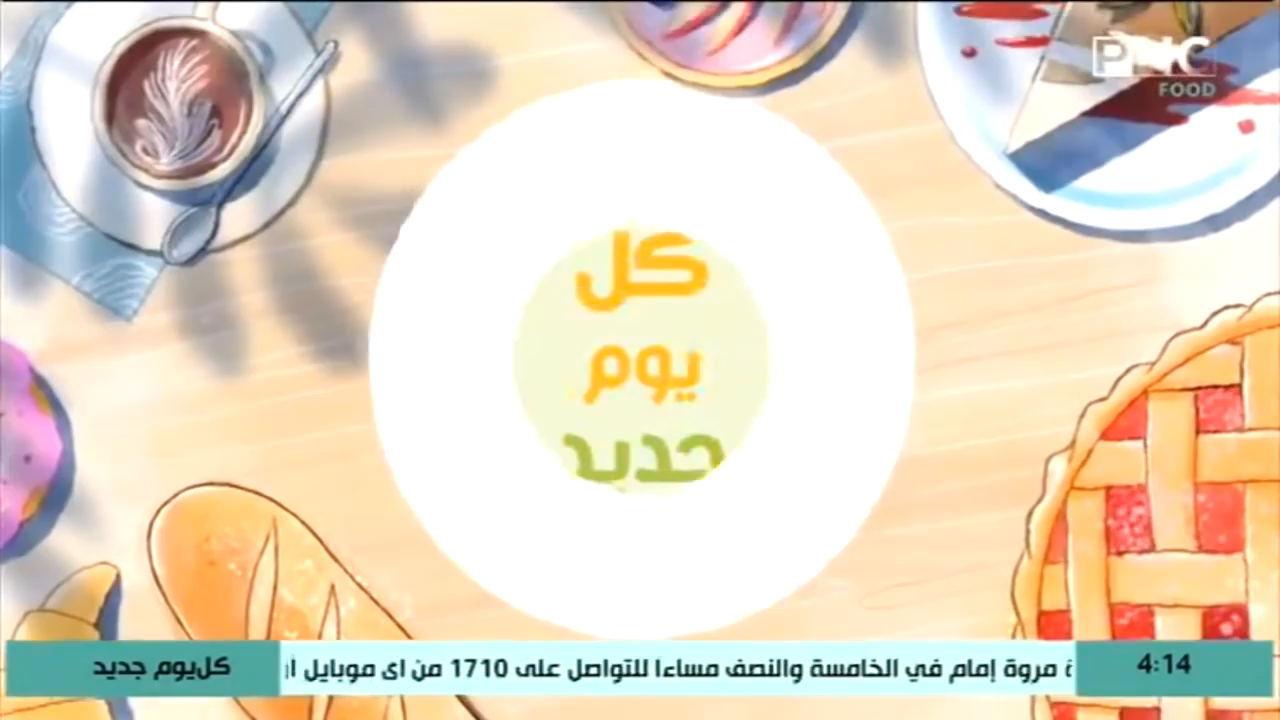 PNC
FOOD
كل
يوم
جديد
4:14
مروة إمام في الخامسة والنصف مساءاً للتواصل على 1710 من اى موبايل
كل يوم جديد